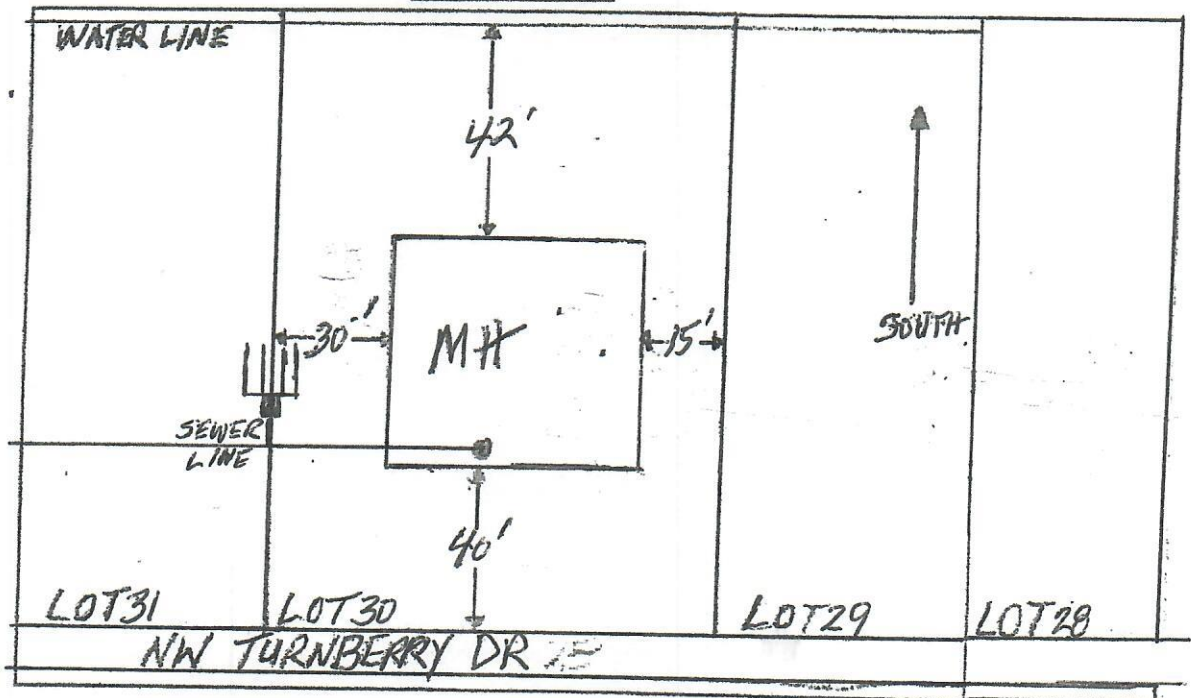 WATER LINE
42'
30'
MH
15'
SOUTH
SEWER
LINE
40'
LOT31
LOT30
LOT29
LOT28
NW TURNBERRY DR